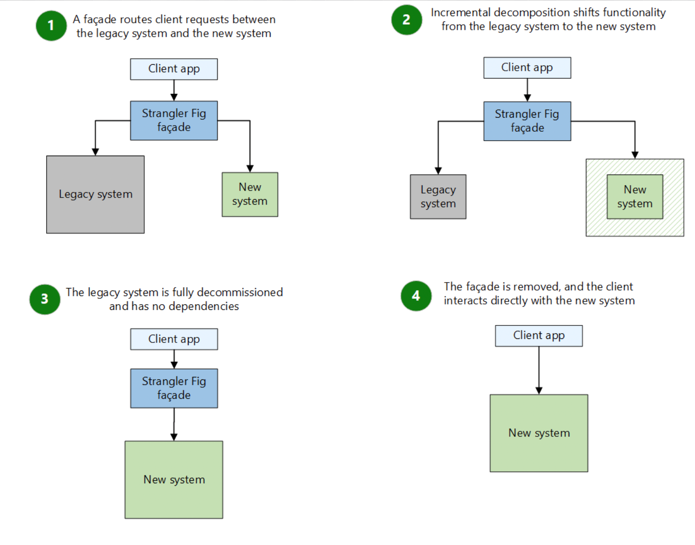 1
A façade routes client requests between
the legacy system and the new system
Client app
Strangler Fig
façade
Legacy system
New
system
2
Incremental decomposition shifts functionality
from the legacy system to the new system
Client app
Strangler Fig
façade
Legacy
system
New
system
3
The legacy system is fully decommissioned
and has no dependencies
Client app
Strangler Fig
façade
New system
4
The façade is removed, and the client
interacts directly with the new system
Client app
New system